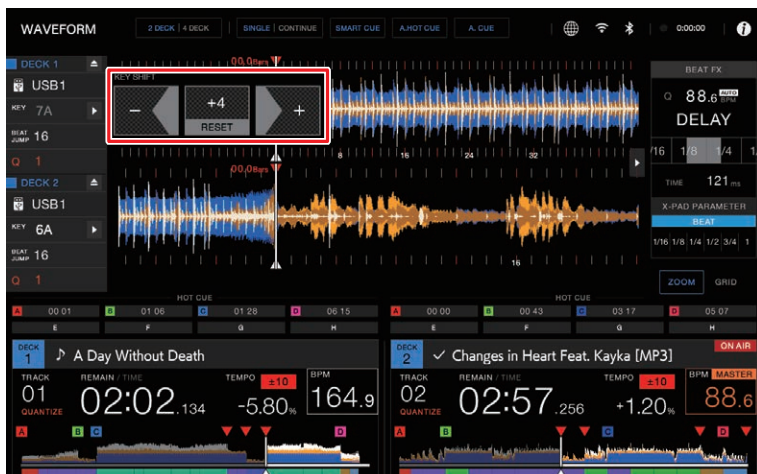 WAVEFORM
2 DECK | 4 DECK
SINGLE | CONTINUE
SMART CUE
A.HOT CUE
A. CUE
0:00:00
DECK 1
00.0Bars
KEY SHIFT
BEAT FX
USB1
−
+4
+
Q 88.6 AUTO BPM
KEY 7A
RESET
DELAY
BEAT JUMP 16
/16 1/8 1/4 1/
Q 1
8 16 24 32
DECK 2
00.0Bars
TIME 121 ms
USB1
X-PAD PARAMETER
KEY 6A
BEAT
1/16 1/8 1/4 1/2 3/4 1
BEAT JUMP 16
16
Q 1
ZOOM
GRID
HOT CUE
HOT CUE
A 00 01 B 01 06 C 01 28 D 06 15
A 00 00 B 00 43 C 03 17 D 05 07
E F G H
E F G H
DECK 1
A Day Without Death
DECK 2
Changes in Heart Feat. Kayka [MP3]
ON AIR
TRACK
REMAIN / TIME
TEMPO
±10
BPM
TRACK
REMAIN / TIME
TEMPO
±10
BPM MASTER
01
02:02.134
-5.80%
164.9
02
02:57.256
+1.20%
88.6
QUANTIZE
QUANTIZE
A B C D
A B C D